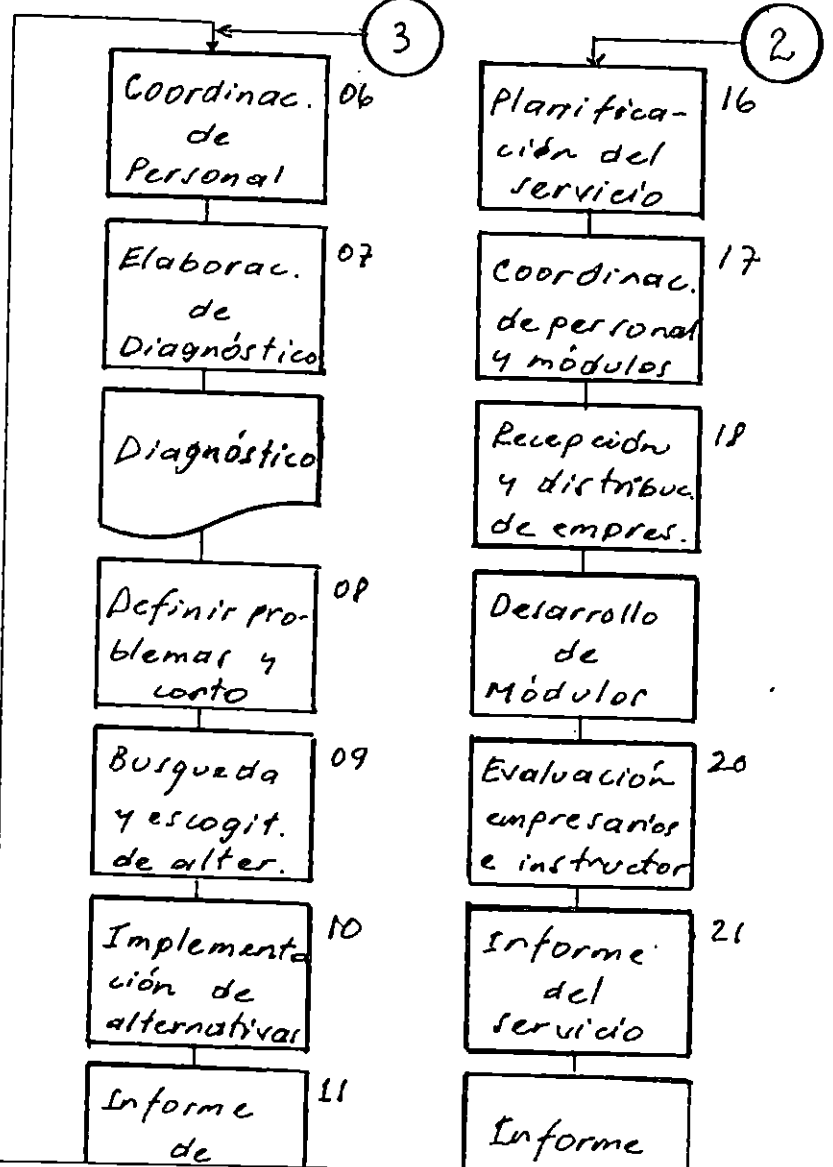 3
Coordinac.
de
Personal
06
Elaborac.
de
Diagnóstico
07
Diagnóstico
Definir pro-
blemas y
costo
08
Busqueda
y escogit.
de alter.
09
Implementa
ción de
alternativas
10
Informe
de
11
2
Planifica-
ción del
servicio
16
Coordinac.
de personal
y módulos
17
Recepción
y distribuc.
de empres.
18
Desarrollo
de
Módulos
Evaluación
empresarios
e instructor
20
Informe
del
servicio
21
Informe